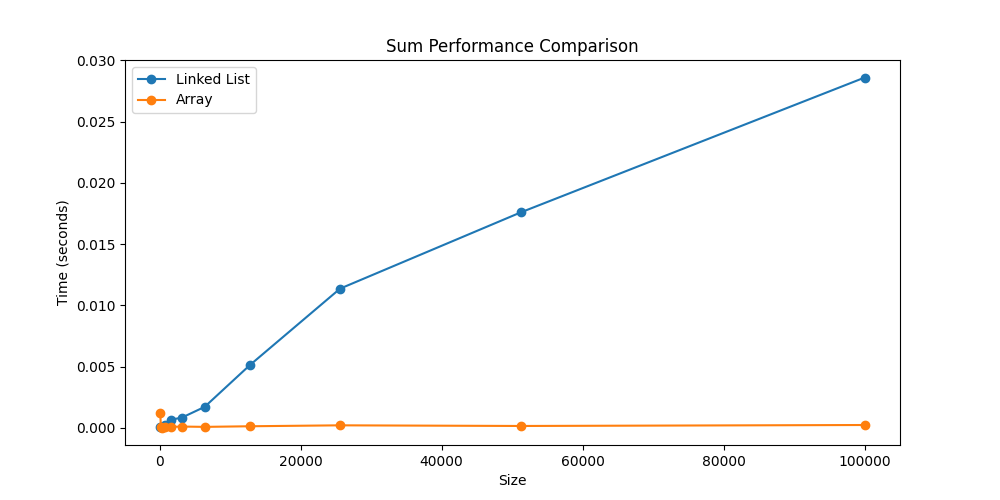 Sum Performance Comparison
Linked List
Array
Time (seconds)
0.030
0.025
0.020
0.015
0.010
0.005
0.000
0 20000 40000 60000 80000 100000
Size